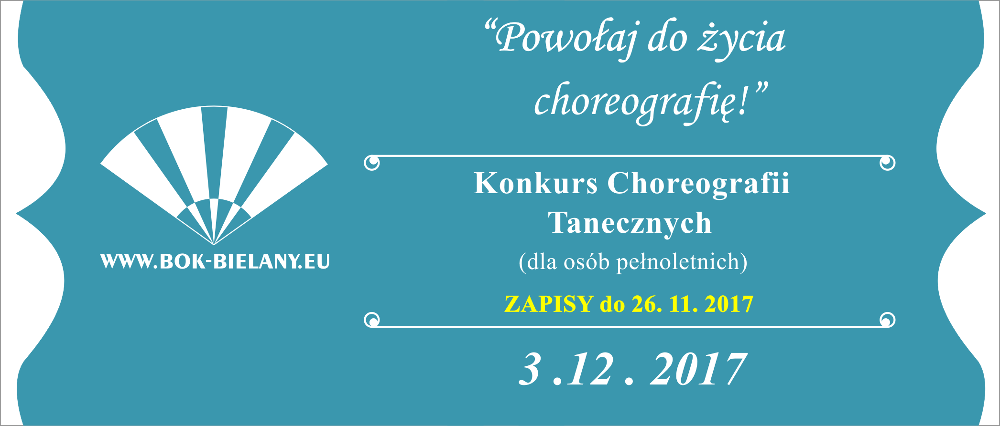 “Powołaj do życia
choreografię!”
WWW.BOK-BIELANY.EU
Konkurs Choreografii
Tanecznych
(dla osób pełnoletnich)
ZAPISY do 26. 11. 2017
3 .12 . 2017